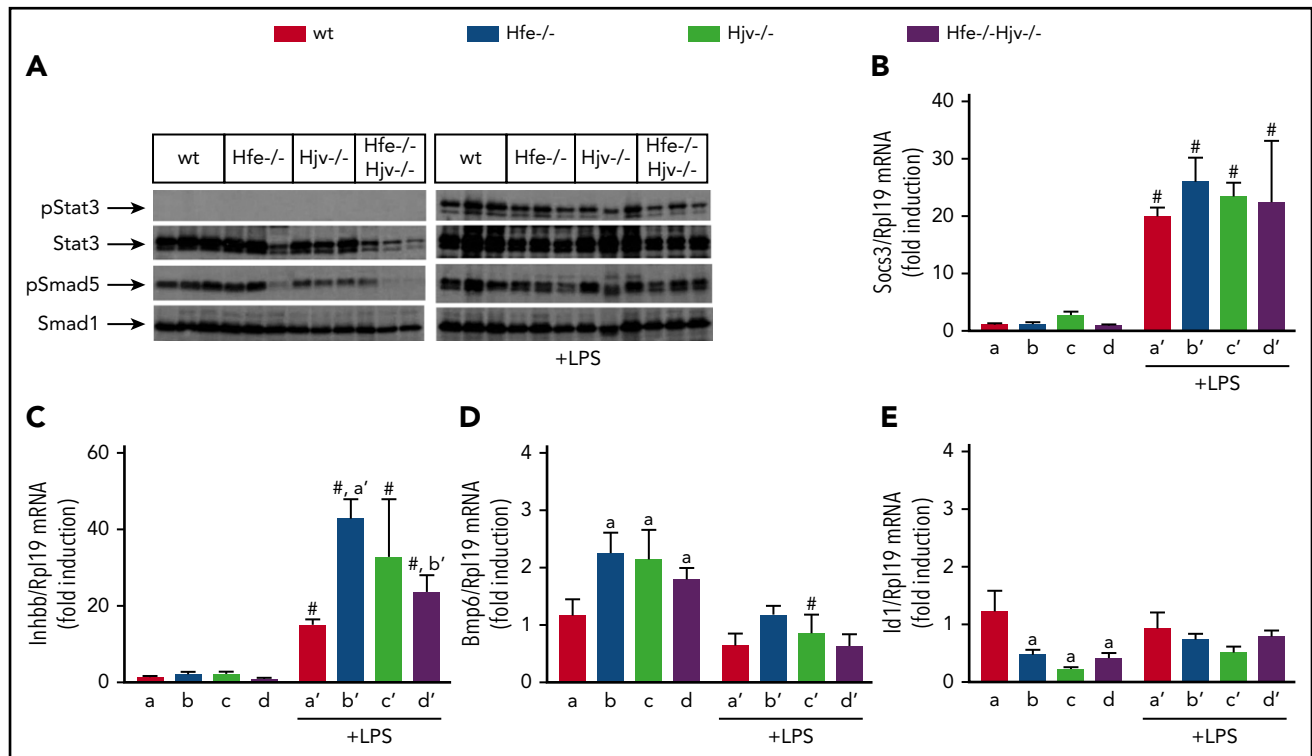 wt Hfe-/- Hjv-/- Hfe-/-Hjv-/-
A
wt Hfe-/- Hjv-/- Hfe-/- Hjv-/-
wt Hfe-/- Hjv-/- Hfe-/- Hjv-/-
pStat3
Stat3
pSmad5
Smad1
+LPS
B
Socs3/Rpl19 mRNA
(fold induction)
40
30
20
10
0
# # # #
a b c d a’ b’ c’ d’
+LPS
C
Inhbb/Rpl19 mRNA
(fold induction)
60
40
20
0
# #, a’ # #, b’
a b c d a’ b’ c’ d’
+LPS
D
Bmp6/Rpl19 mRNA
(fold induction)
4
3
2
1
0
a a a #
a b c d a’ b’ c’ d’
+LPS
E
Id1/Rpl19 mRNA
(fold induction)
4
3
2
1
0
a a a
a b c d a’ b’ c’ d’
+LPS